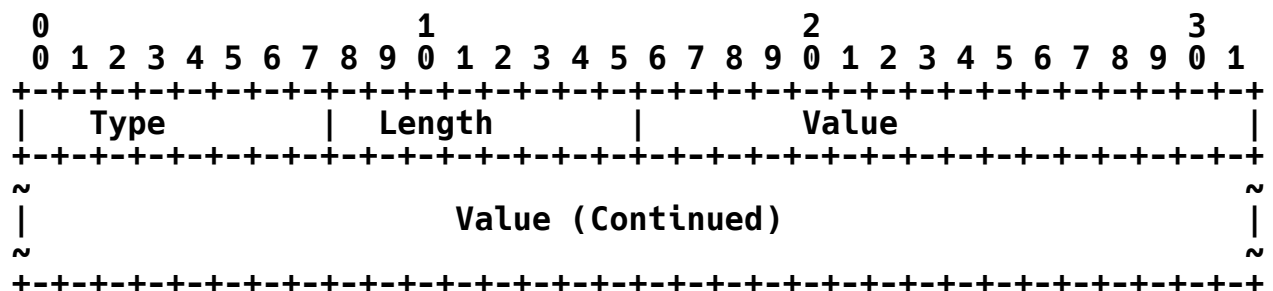 0                   1                   2                   3
 0 1 2 3 4 5 6 7 8 9 0 1 2 3 4 5 6 7 8 9 0 1 2 3 4 5 6 7 8 9 0 1
+-+-+-+-+-+-+-+-+-+-+-+-+-+-+-+-+-+-+-+-+-+-+-+-+-+-+-+-+-+-+-+-+
|   Type        |  Length       |        Value                  |
+-+-+-+-+-+-+-+-+-+-+-+-+-+-+-+-+-+-+-+-+-+-+-+-+-+-+-+-+-+-+-+-+
~                                                               ~
|                      Value (Continued)                        |
~                                                               ~
+-+-+-+-+-+-+-+-+-+-+-+-+-+-+-+-+-+-+-+-+-+-+-+-+-+-+-+-+-+-+-+-+